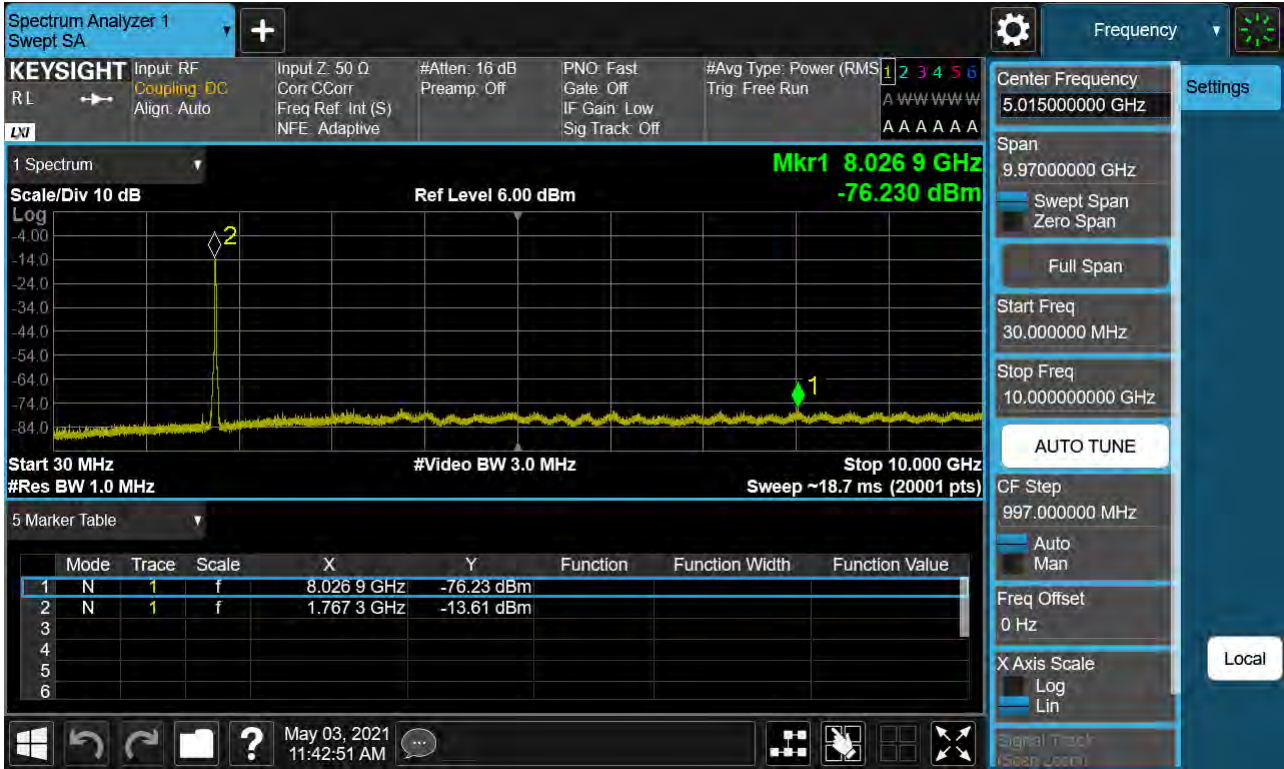 Spectrum Analyzer 1
Swept SA
+
Frequency
KEYSIGHT
RL
LXI
Input: RF
Coupling: DC
Align: Auto
Input Z: 50 Ω
Corr CCorr
Freq Ref: Int (S)
NFE: Adaptive
#Atten: 16 dB
Preamp: Off
PNO: Fast
Gate: Off
IF Gain: Low
Sig Track: Off
#Avg Type: Power (RMS
Trig: Free Run
1 2 3 4 5 6
A W W W W W
A A A A A A
1 Spectrum
Scale/Div 10 dB
Ref Level 6.00 dBm
Mkr1 8.026 9 GHz
-76.230 dBm
Log
-4.00
-14.0
-24.0
-34.0
-44.0
-54.0
-64.0
-74.0
-84.0
2
1
Start 30 MHz
#Video BW 3.0 MHz
Stop 10.000 GHz
#Res BW 1.0 MHz
Sweep ~18.7 ms (20001 pts)
5 Marker Table
Mode Trace Scale X Y Function Function Width Function Value
1 N 1 f 8.026 9 GHz -76.23 dBm
2 N 1 f 1.767 3 GHz -13.61 dBm
3
4
5
6
Center Frequency
5.015000000 GHz
Settings
Span
9.97000000 GHz
Swept Span
Zero Span
Full Span
Start Freq
30.000000 MHz
Stop Freq
10.000000000 GHz
AUTO TUNE
CF Step
997.000000 MHz
Auto
Man
Freq Offset
0 Hz
X Axis Scale
Log
Lin
Local
Signal Track
(Span Zoom)
?
May 03, 2021
11:42:51 AM